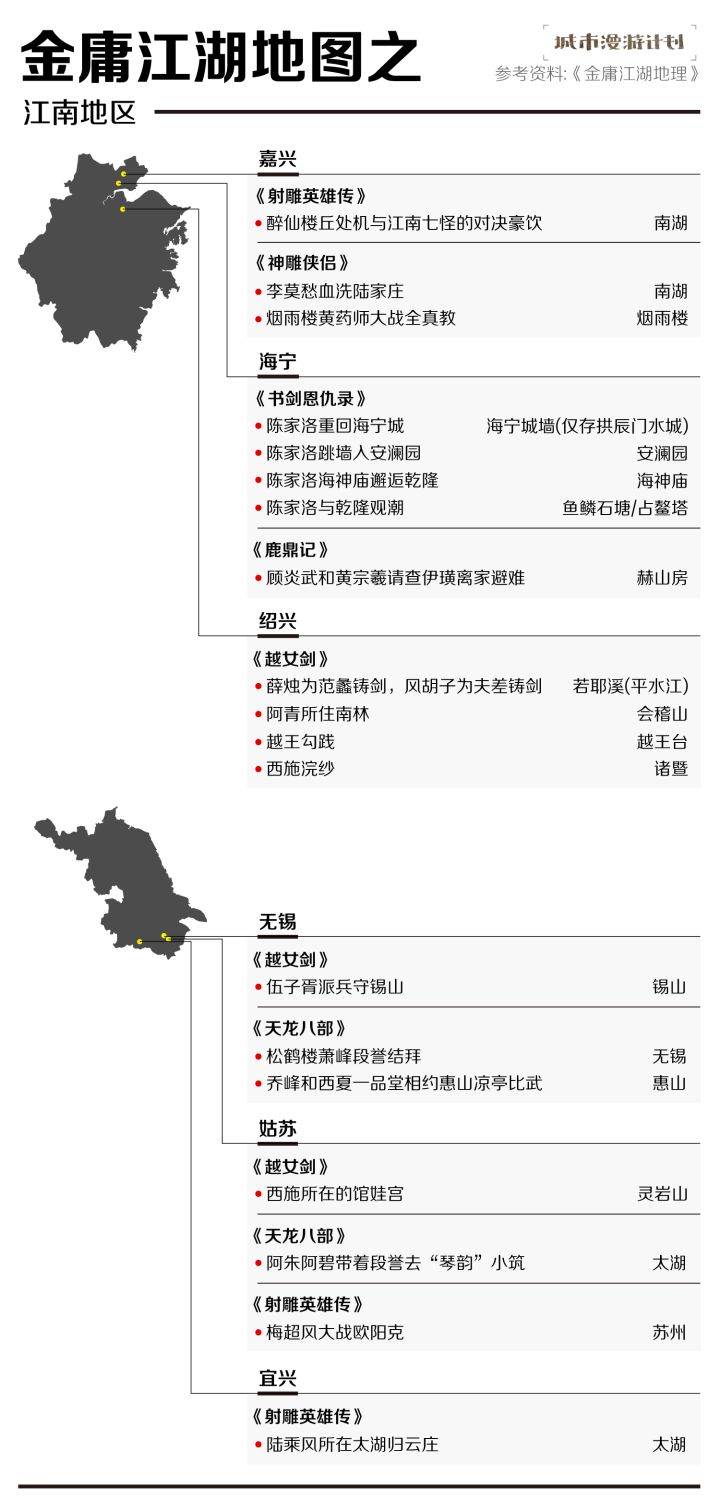 金庸江湖地图之
城市漫游计划
参考资料:《金庸江湖地理》
江南地区
嘉兴
《射雕英雄传》
醉仙楼丘处机与江南七怪的对决豪饮 南湖
《神雕侠侣》
李莫愁血洗陆家庄 南湖
烟雨楼黄药师大战全真教 烟雨楼
海宁
《书剑恩仇录》
陈家洛重回海宁城 海宁城墙(仅存拱辰门水城)
陈家洛跳墙入安澜园 安澜园
陈家洛海神庙邂逅乾隆 海神庙
陈家洛与乾隆观潮 鱼鳞石塘/占鳌塔
《鹿鼎记》
顾炎武和黄宗羲请查伊璜离家避难 赫山房
绍兴
《越女剑》
薛烛为范蠡铸剑，风胡子为夫差铸剑 若耶溪(平水江)
阿青所住南林 会稽山
越王勾践 越王台
西施浣纱 诸暨
无锡
《越女剑》
伍子胥派兵守锡山 锡山
《天龙八部》
松鹤楼萧峰段誉结拜 无锡
乔峰和西夏一品堂相约惠山凉亭比武 惠山
姑苏
《越女剑》
西施所在的馆娃宫 灵岩山
《天龙八部》
阿朱阿碧带着段誉去“琴韵”小筑 太湖
《射雕英雄传》
梅超风大战欧阳克 苏州
宜兴
《射雕英雄传》
陆乘风所在太湖归云庄 太湖